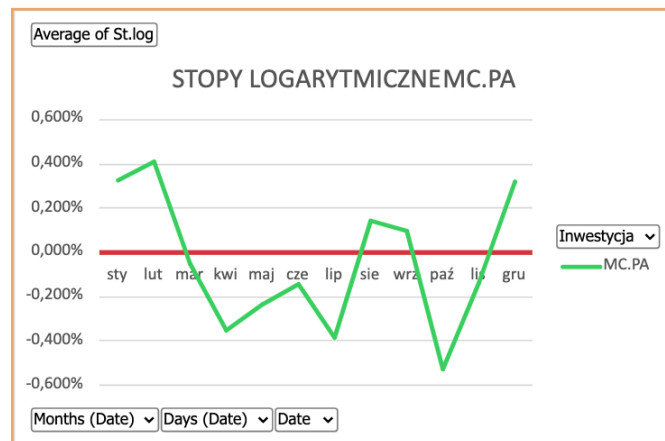 Average of St.log
STOPY LOGARYTMICZNEMC.PA
0,600%
0,400%
0,200%
0,000%
-0,200%
-0,400%
-0,600%
sty lut mar kwi maj cze lip sie wrz paź lis gru
Inwestycja
MC.PA
Months (Date) Days (Date) Date